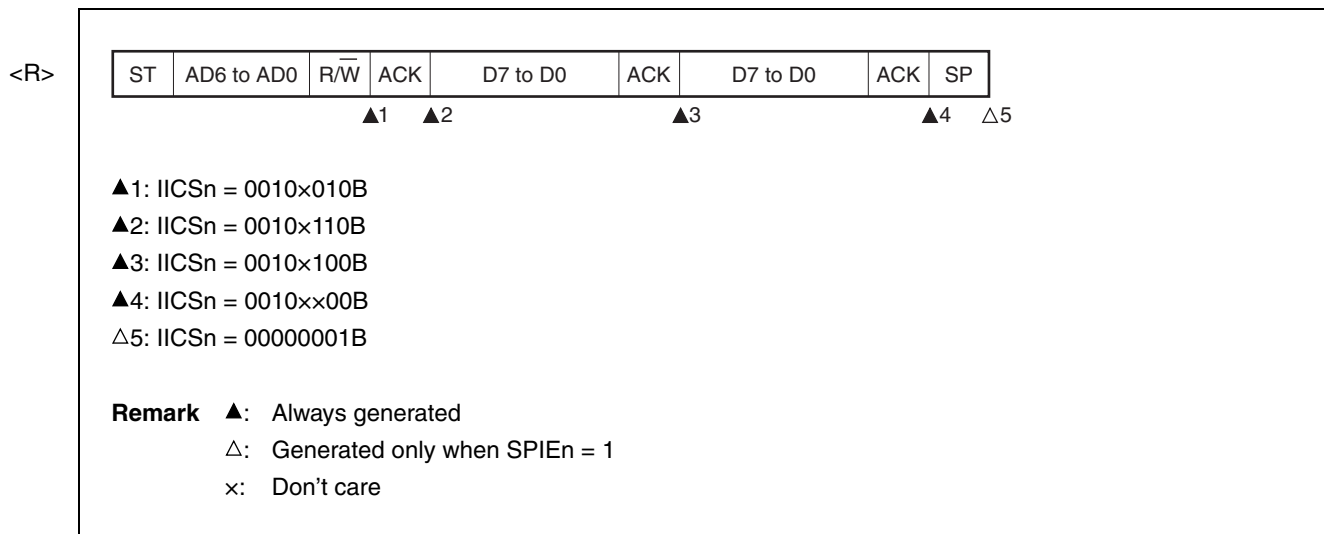 <R>
ST AD6 to AD0 R/W̅ ACK D7 to D0 ACK D7 to D0 ACK SP
▲1 ▲2 ▲3 ▲4 △5
▲1: IICSn = 0010×010B
▲2: IICSn = 0010×110B
▲3: IICSn = 0010×100B
▲4: IICSn = 0010××00B
△5: IICSn = 00000001B
Remark ▲: Always generated
△: Generated only when SPIEn = 1
×: Don't care